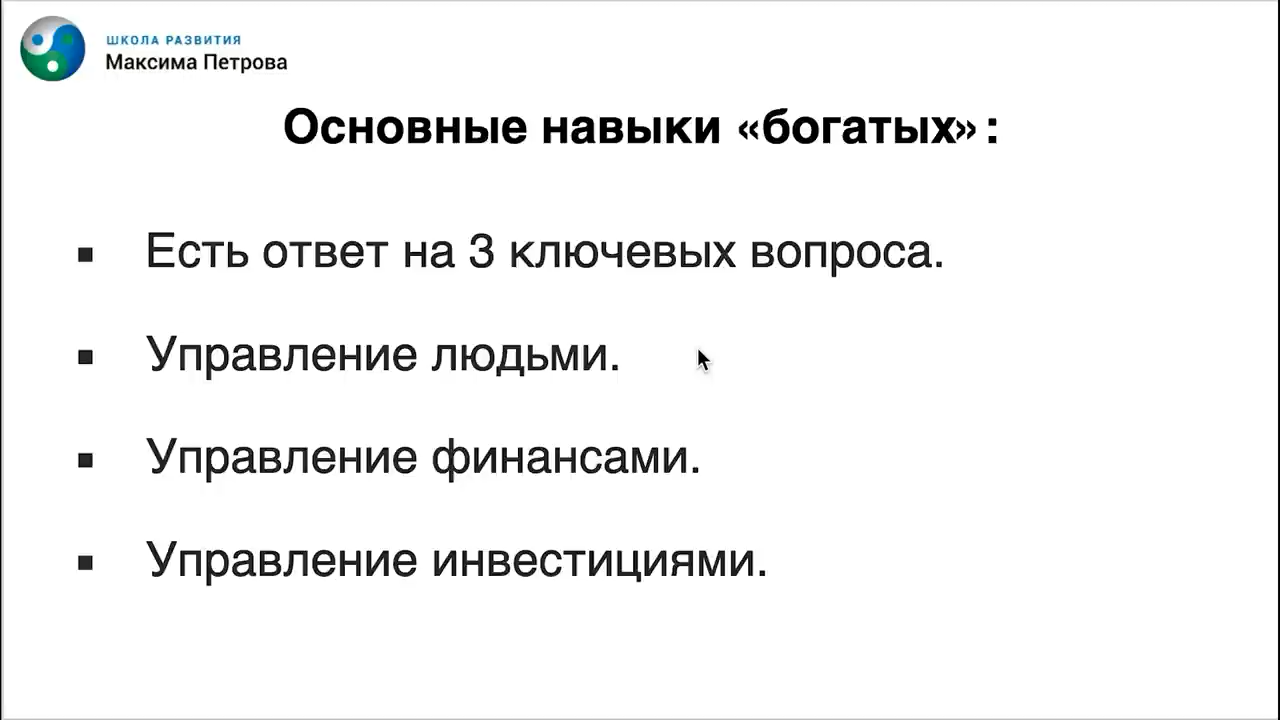 ШКОЛА РАЗВИТИЯ
Максима Петрова
Основные навыки «богатых»:
▪ Есть ответ на 3 ключевых вопроса.
▪ Управление людьми.
▪ Управление финансами.
▪ Управление инвестициями.